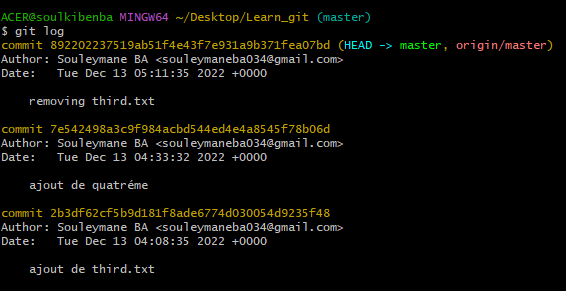 ACER@soulkibenba MINGW64 ~/Desktop/Learn_git (master)
$ git log
commit 892202237519ab51f4e43f7e931a9b371fea07bd (HEAD -> master, origin/master)
Author: Souleymane BA <souleymaneba034@gmail.com>
Date:   Tue Dec 13 05:11:35 2022 +0000
    removing third.txt
commit 7e542498a3c9f984acbd544ed4e4a8545f78b06d
Author: Souleymane BA <souleymaneba034@gmail.com>
Date:   Tue Dec 13 04:33:32 2022 +0000
    ajout de quatréme
commit 2b3df62cf5b9d181f8ade6774d030054d9235f48
Author: Souleymane BA <souleymaneba034@gmail.com>
Date:   Tue Dec 13 04:08:35 2022 +0000
    ajout de third.txt